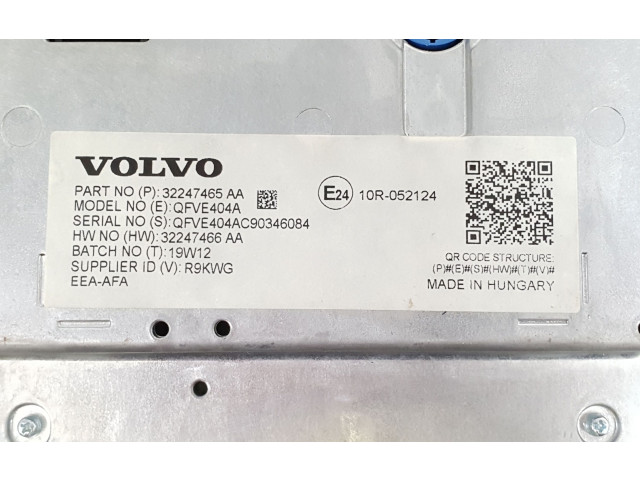 VOLVO
PART NO (P): 32247465 AA
MODEL NO (E): QFVE404A
SERIAL NO (S): QFVE404AC90346084
HW NO (HW): 32247466 AA
BATCH NO (T): 19W12
SUPPLIER ID (V): R9KWG
EEA-AFA
E24 10R-052124
QR CODE STRUCTURE:
(P)#(E)#(S)#(HW)#(T)#(V)#
MADE IN HUNGARY